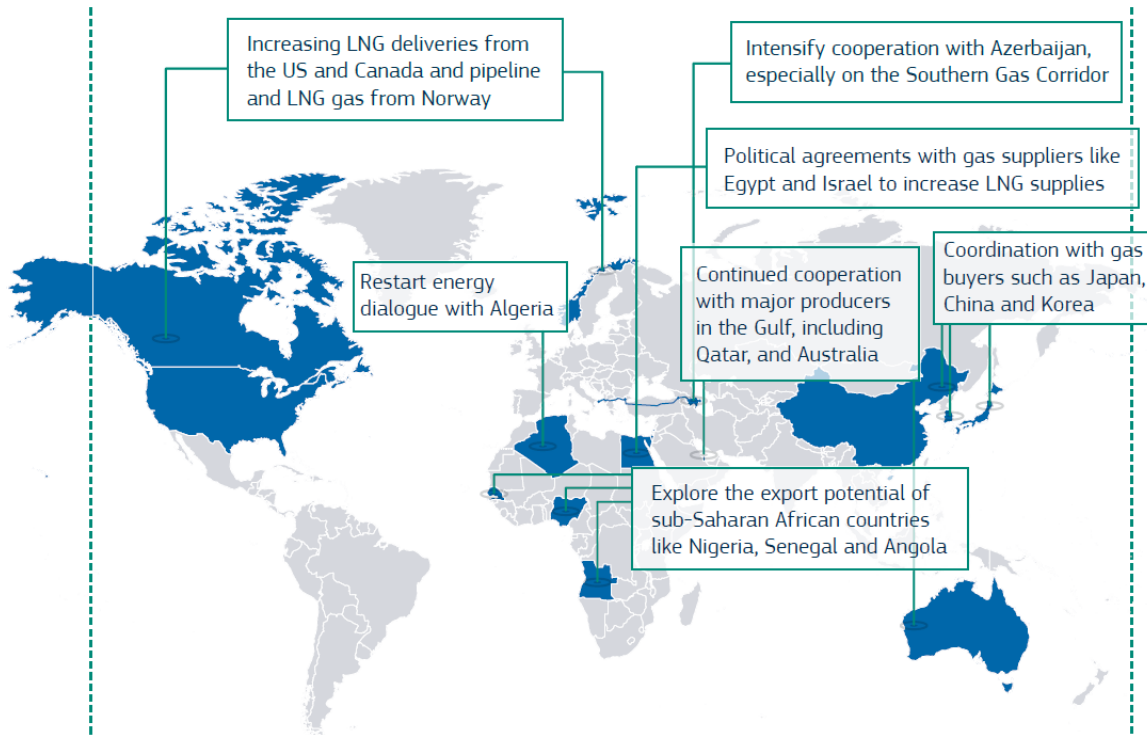 Increasing LNG deliveries from
the US and Canada and pipeline
and LNG gas from Norway
Intensify cooperation with Azerbaijan,
especially on the Southern Gas Corridor
Political agreements with gas suppliers like
Egypt and Israel to increase LNG supplies
Restart energy
dialogue with Algeria
Continued cooperation
with major producers
in the Gulf, including
Qatar, and Australia
Coordination with gas
buyers such as Japan,
China and Korea
Explore the export potential of
sub-Saharan African countries
like Nigeria, Senegal and Angola